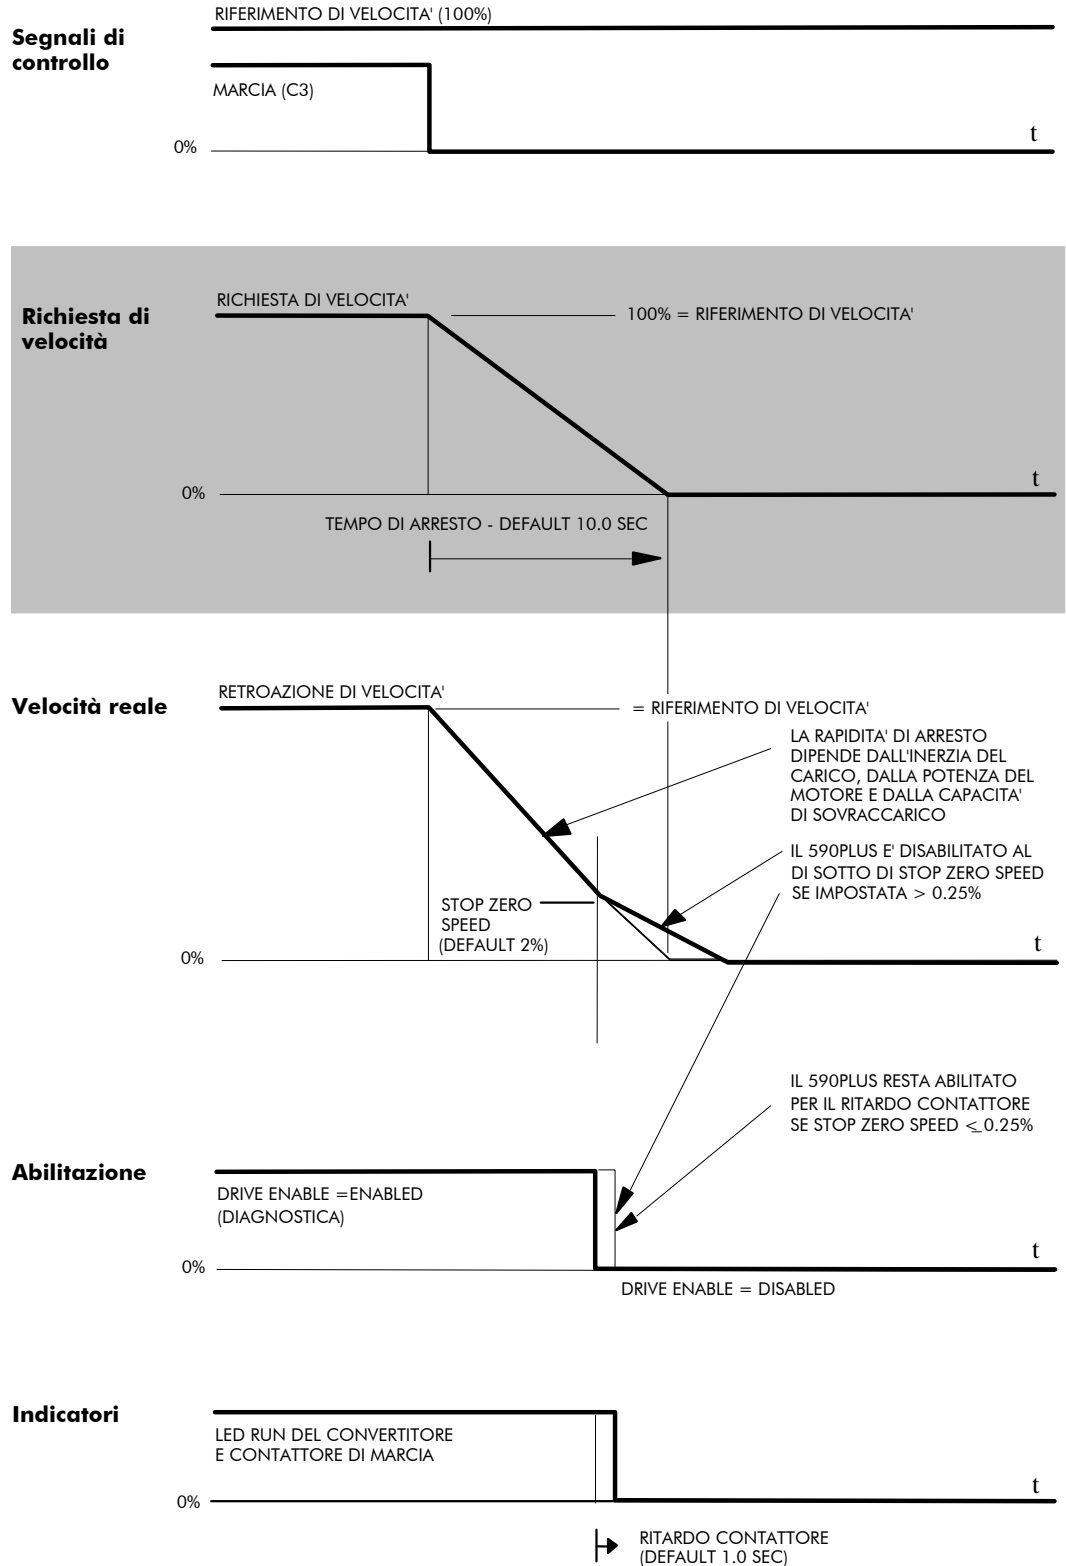 RIFERIMENTO DI VELOCITA' (100%)
Segnali di
controllo
MARCIA (C3)
t
0%
RICHIESTA DI VELOCITA'
Richiesta di
velocità
100% = RIFERIMENTO DI VELOCITA'
t
0%
TEMPO DI ARRESTO - DEFAULT 10.0 SEC
Velocità reale
RETROAZIONE DI VELOCITA'
= RIFERIMENTO DI VELOCITA'
LA RAPIDITA' DI ARRESTO
DIPENDE DALL'INERZIA DEL
CARICO, DALLA POTENZA DEL
MOTORE E DALLA CAPACITA'
DI SOVRACCARICO
IL 590PLUS E' DISABILITATO AL
DI SOTTO DI STOP ZERO SPEED
SE IMPOSTATA > 0.25%
STOP ZERO
SPEED
(DEFAULT 2%)
t
0%
IL 590PLUS RESTA ABILITATO
PER IL RITARDO CONTATTORE
SE STOP ZERO SPEED ≤ 0.25%
Abilitazione
DRIVE ENABLE =ENABLED
(DIAGNOSTICA)
t
0%
DRIVE ENABLE = DISABLED
Indicatori
LED RUN DEL CONVERTITORE
E CONTATTORE DI MARCIA
t
0%
RITARDO CONTATTORE
(DEFAULT 1.0 SEC)